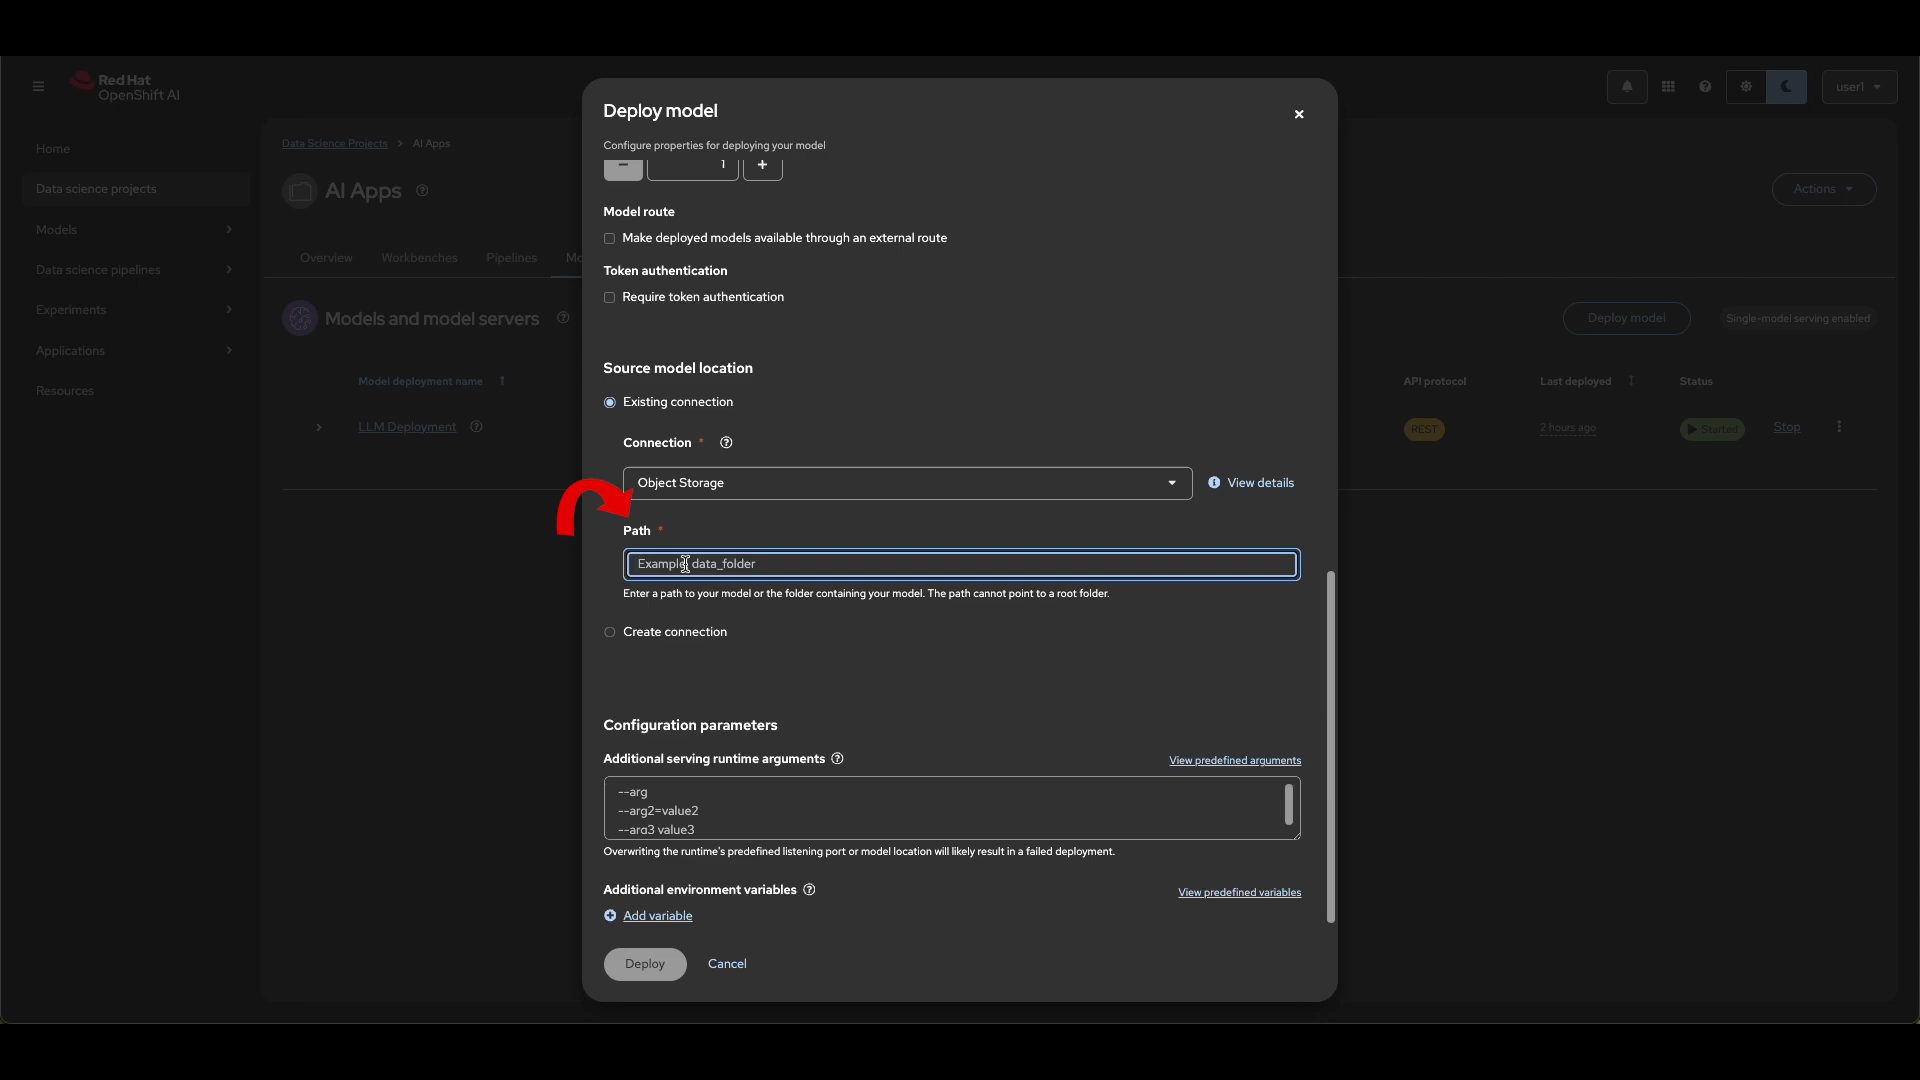 Red Hat
OpenShift AI
user1
Home
Data science projects
Models
Data science pipelines
Experiments
Applications
Resources
Data Science Projects > AI Apps
AI Apps
Actions
Overview
Workbenches
Pipelines
Mo
Models and model servers
Deploy model
Single-model serving enabled
Model deployment name
API protocol
Last deployed
Status
LLM Deployment
REST
2 hours ago
Started
Stop
Deploy model
Configure properties for deploying your model
1
Model route
Make deployed models available through an external route
Token authentication
Require token authentication
Source model location
Existing connection
Connection *
Object Storage
View details
Path *
Example data_folder
Enter a path to your model or the folder containing your model. The path cannot point to a root folder.
Create connection
Configuration parameters
Additional serving runtime arguments
View predefined arguments
--arg
--arg2=value2
--arg3 value3
Overwriting the runtime's predefined listening port or model location will likely result in a failed deployment.
Additional environment variables
View predefined variables
Add variable
Deploy
Cancel